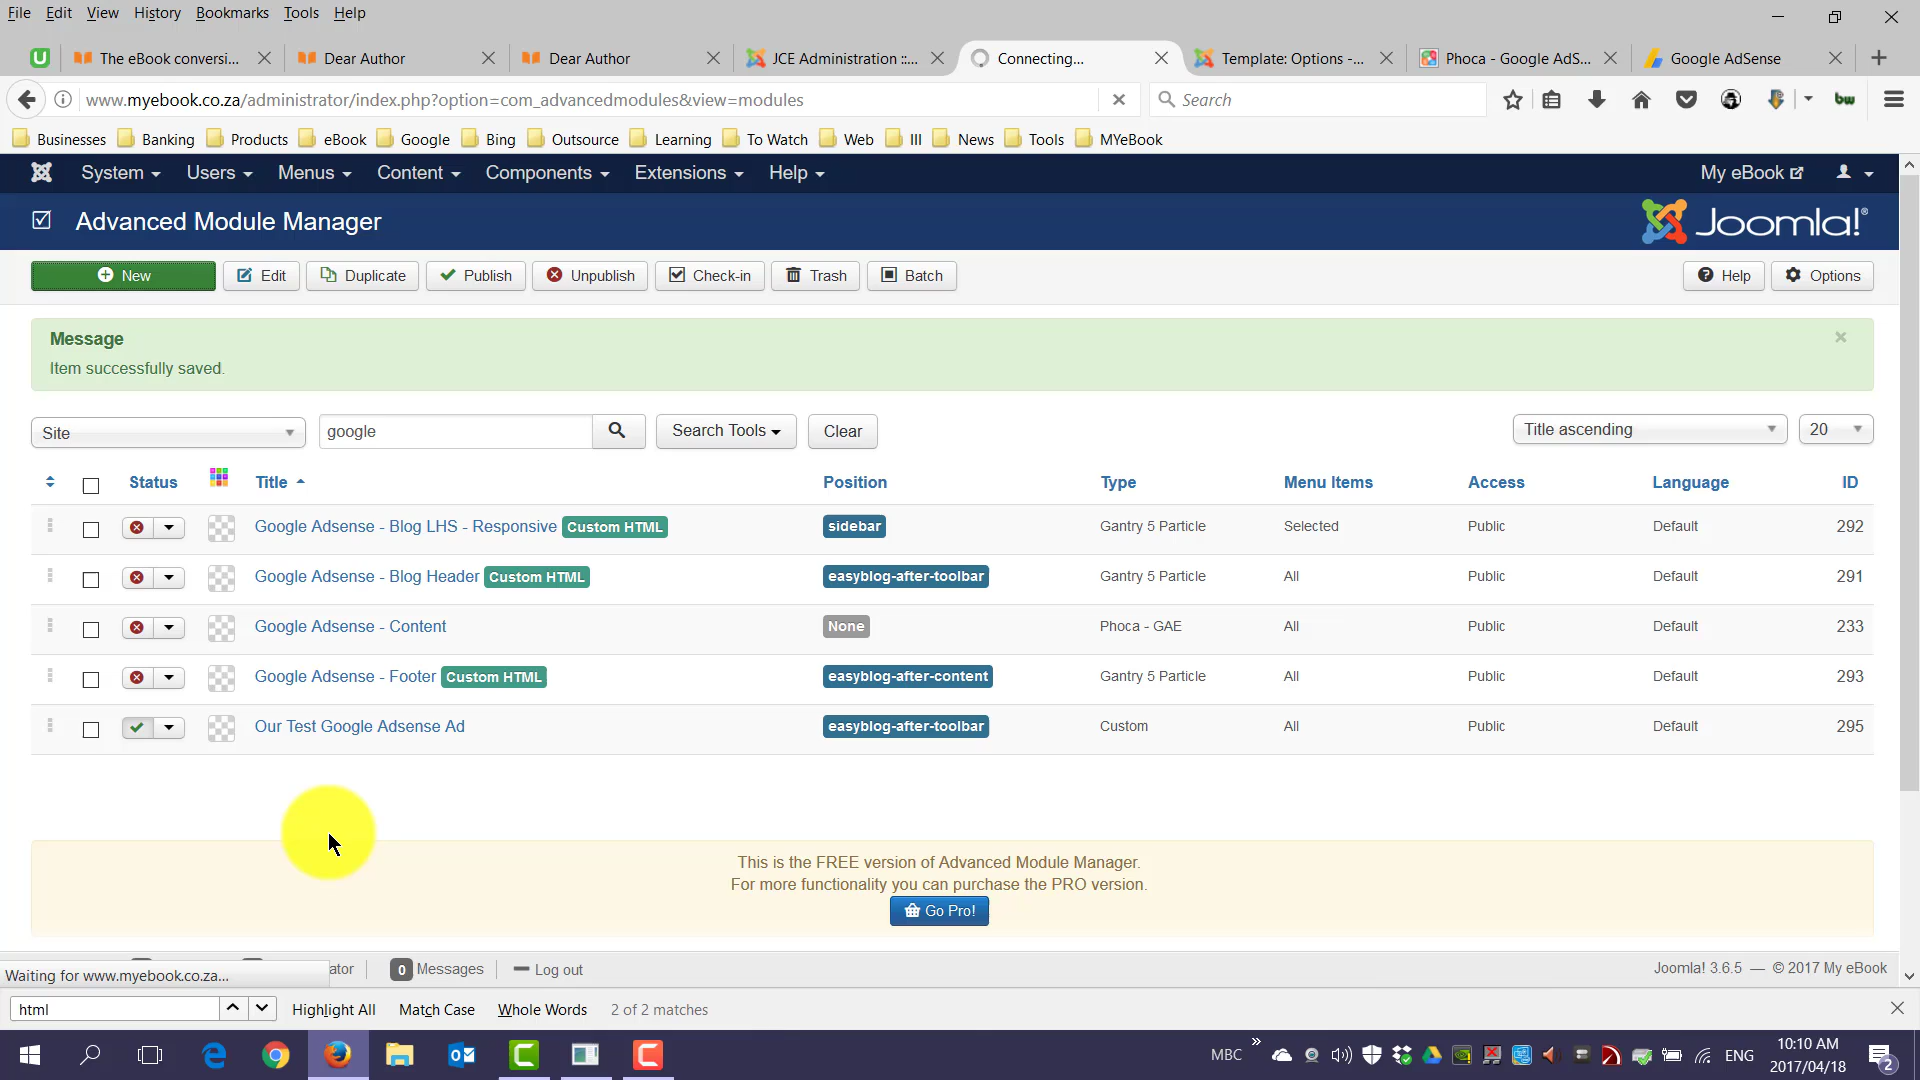 File Edit View History Bookmarks Tools Help
The eBook conversi... Dear Author Dear Author JCE Administration ::... Connecting... Template: Options -... Phoca - Google AdS... Google AdSense
www.myebook.co.za/administrator/index.php?option=com_advancedmodules&view=modules Search
Businesses Banking Products eBook Google Bing Outsource Learning To Watch Web III News Tools MYeBook
System Users Menus Content Components Extensions Help My eBook
Advanced Module Manager Joomla!®
New Edit Duplicate Publish Unpublish Check-in Trash Batch Help Options
Message
Item successfully saved.
Site google Search Tools Clear Title ascending 20
Status Title Position Type Menu Items Access Language ID
Google Adsense - Blog LHS - Responsive Custom HTML sidebar Gantry 5 Particle Selected Public Default 292
Google Adsense - Blog Header Custom HTML easyblog-after-toolbar Gantry 5 Particle All Public Default 291
Google Adsense - Content None Phoca - GAE All Public Default 233
Google Adsense - Footer Custom HTML easyblog-after-content Gantry 5 Particle All Public Default 293
Our Test Google Adsense Ad easyblog-after-toolbar Custom All Public Default 295
This is the FREE version of Advanced Module Manager.
For more functionality you can purchase the PRO version.
Go Pro!
Waiting for www.myebook.co.za... ator 0 Messages Log out Joomla! 3.6.5 — © 2017 My eBook
html Highlight All Match Case Whole Words 2 of 2 matches
MBC ENG 10:10 AM
2017/04/18 2